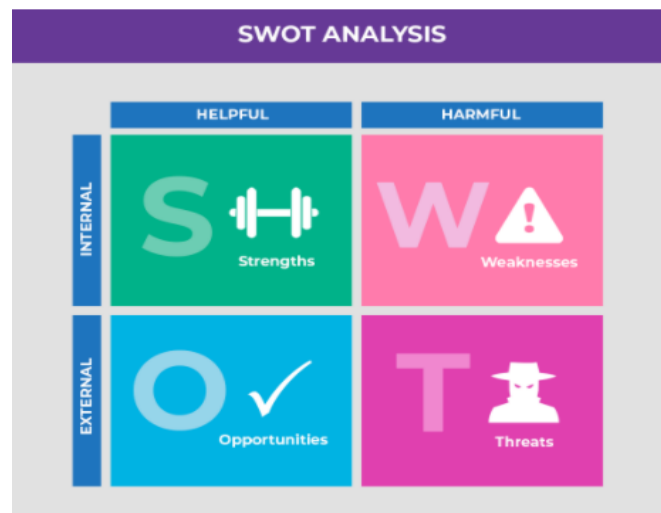 SWOT ANALYSIS
HELPFUL
HARMFUL
INTERNAL
S
Strengths
W
Weaknesses
EXTERNAL
O
Opportunities
T
Threats